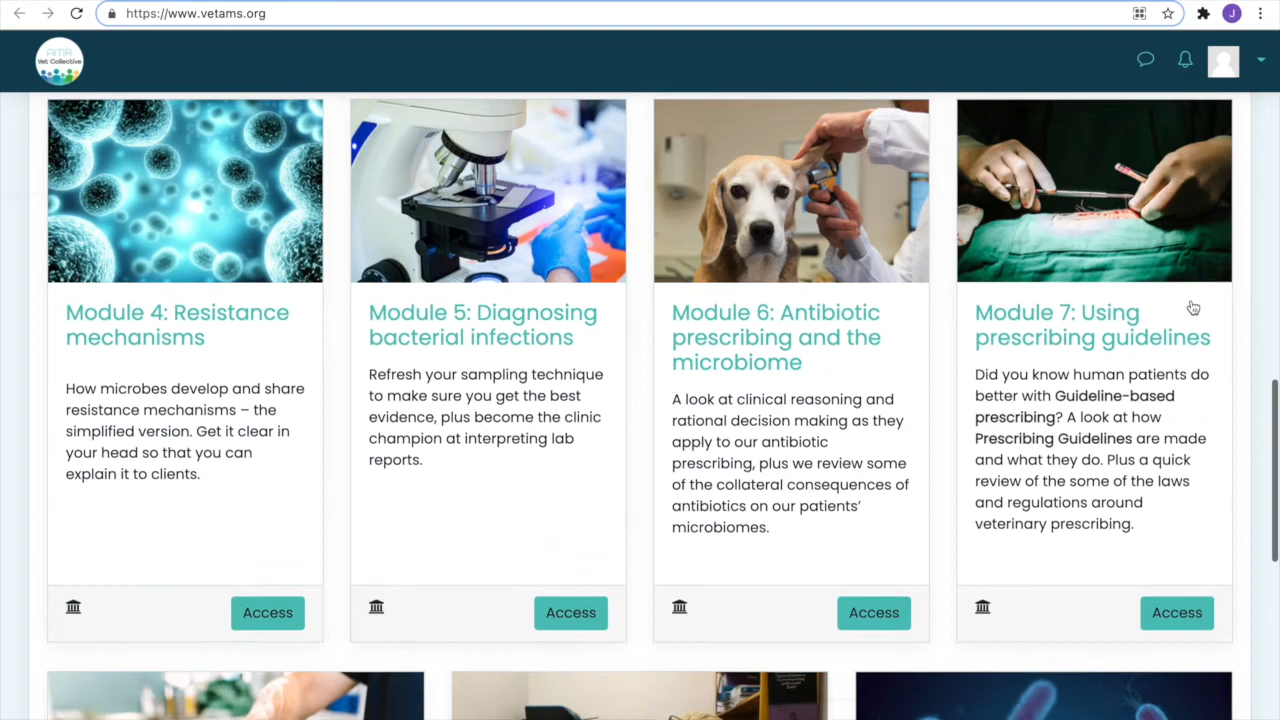 https://www.vetams.org
J
AMR
Vet Collective
Module 4: Resistance
mechanisms
How microbes develop and share
resistance mechanisms – the
simplified version. Get it clear in
your head so that you can
explain it to clients.
Access
Module 5: Diagnosing
bacterial infections
Refresh your sampling technique
to make sure you get the best
evidence, plus become the clinic
champion at interpreting lab
reports.
Access
Module 6: Antibiotic
prescribing and the
microbiome
A look at clinical reasoning and
rational decision making as they
apply to our antibiotic
prescribing, plus we review some
of the collateral consequences of
antibiotics on our patients’
microbiomes.
Access
Module 7: Using
prescribing guidelines
Did you know human patients do
better with Guideline-based
prescribing? A look at how
Prescribing Guidelines are made
and what they do. Plus a quick
review of the some of the laws
and regulations around
veterinary prescribing.
Access